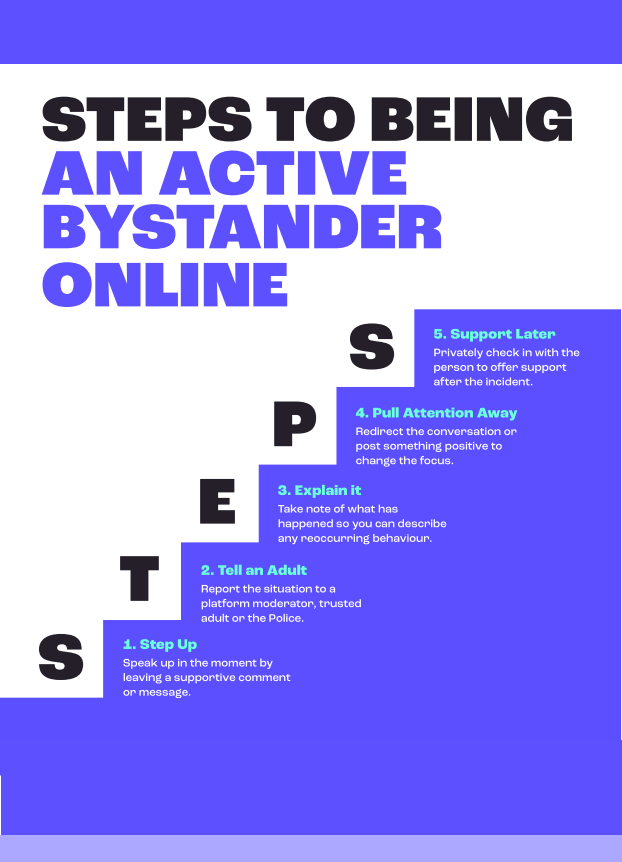 STEPS TO BEING
AN ACTIVE
BYSTANDER
ONLINE
S
5. Support Later
Privately check in with the
person to offer support
after the incident.
P
4. Pull Attention Away
Redirect the conversation or
post something positive to
change the focus.
E
3. Explain it
Take note of what has
happened so you can describe
any reoccurring behaviour.
T
2. Tell an Adult
Report the situation to a
platform moderator, trusted
adult or the Police.
S
1. Step Up
Speak up in the moment by
leaving a supportive comment
or message.